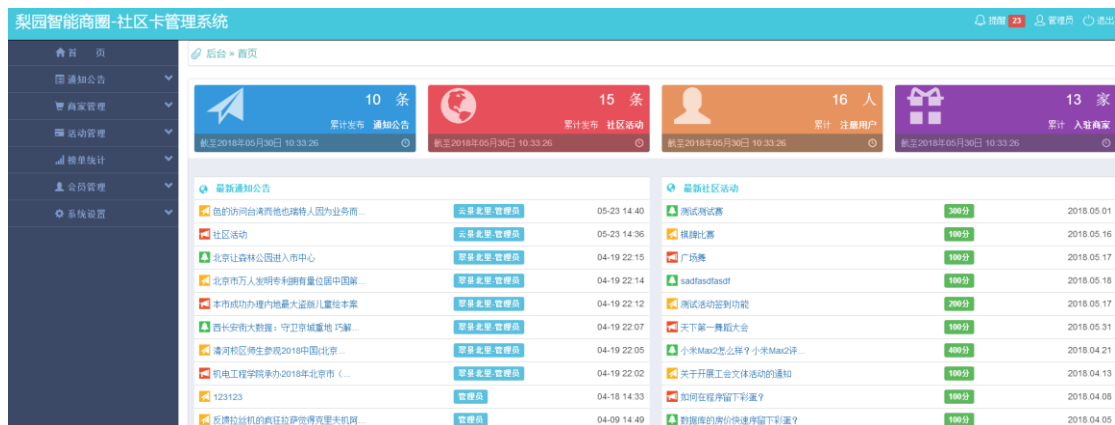 梨园智能商圈-社区卡管理系统
提醒 23 管理员 退出
首 页
通知公告
商家管理
活动管理
榜单统计
会员管理
系统设置
后台 » 首页
10 条
累计发布 通知公告
截至2018年05月30日 10:33:26
15 条
累计发布 社区活动
截至2018年05月30日 10:33:26
16 人
累计 注册用户
截至2018年05月30日 10:33:26
13 家
累计 入驻商家
截至2018年05月30日 10:33:26
最新通知公告
色的访问台湾而他也瑞特人因为业务而... 云景北里-管理员 05-23 14:40
社区活动 云景北里-管理员 05-23 14:36
北京让森林公园进入市中心 翠景北里-管理员 04-19 22:15
北京市万人发明专利拥有量位居中国第... 翠景北里-管理员 04-19 22:14
本市成功办理内地最大盗版儿童绘本案 翠景北里-管理员 04-19 22:12
西长安街大数据：守卫京城重地 巧解... 翠景北里-管理员 04-19 22:07
清河校区师生参观2018中国(北京... 翠景北里-管理员 04-19 22:05
机电工程学院承办2018年北京市《... 翠景北里-管理员 04-19 22:02
123123 管理员 04-18 14:33
反馈拉丝机的疯狂拉萨觉得克里夫机阿... 管理员 04-09 14:49
最新社区活动
测试测试赛 300分 2018.05.01
棋牌比赛 100分 2018.05.16
广场舞 100分 2018.05.17
sadfasdfasdf 100分 2018.05.18
测试活动签到功能 200分 2018.05.17
天下第一舞蹈大会 100分 2018.05.31
小米Max2怎么样？小米Max2评... 400分 2018.04.21
关于开展工会文体活动的通知 100分 2018.04.13
如何在程序留下彩蛋？ 100分 2018.04.08
数据库的房价快速序留下彩蛋？ 100分 2018.04.05